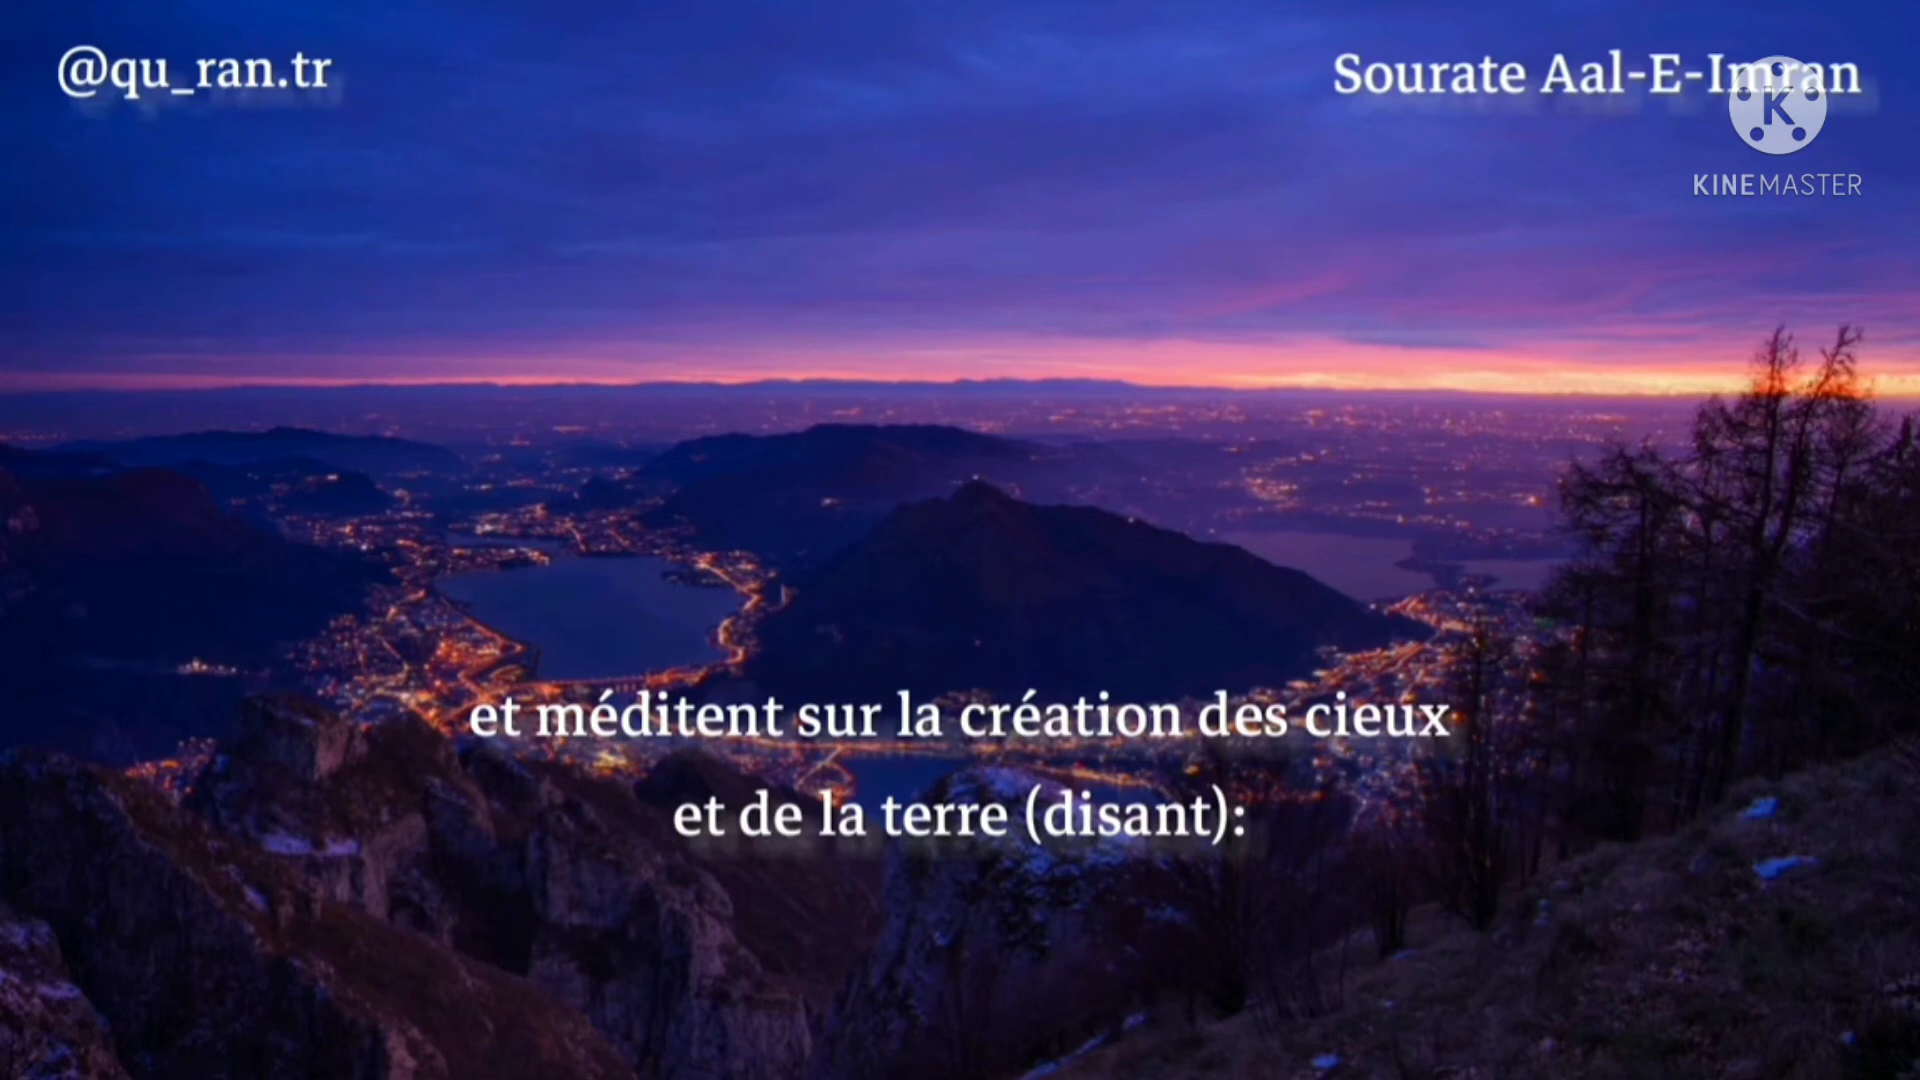 @qu_ran.tr
Sourate Aal-E-Imran
K
KINEMASTER
et méditent sur la création des cieux
et de la terre (disant):